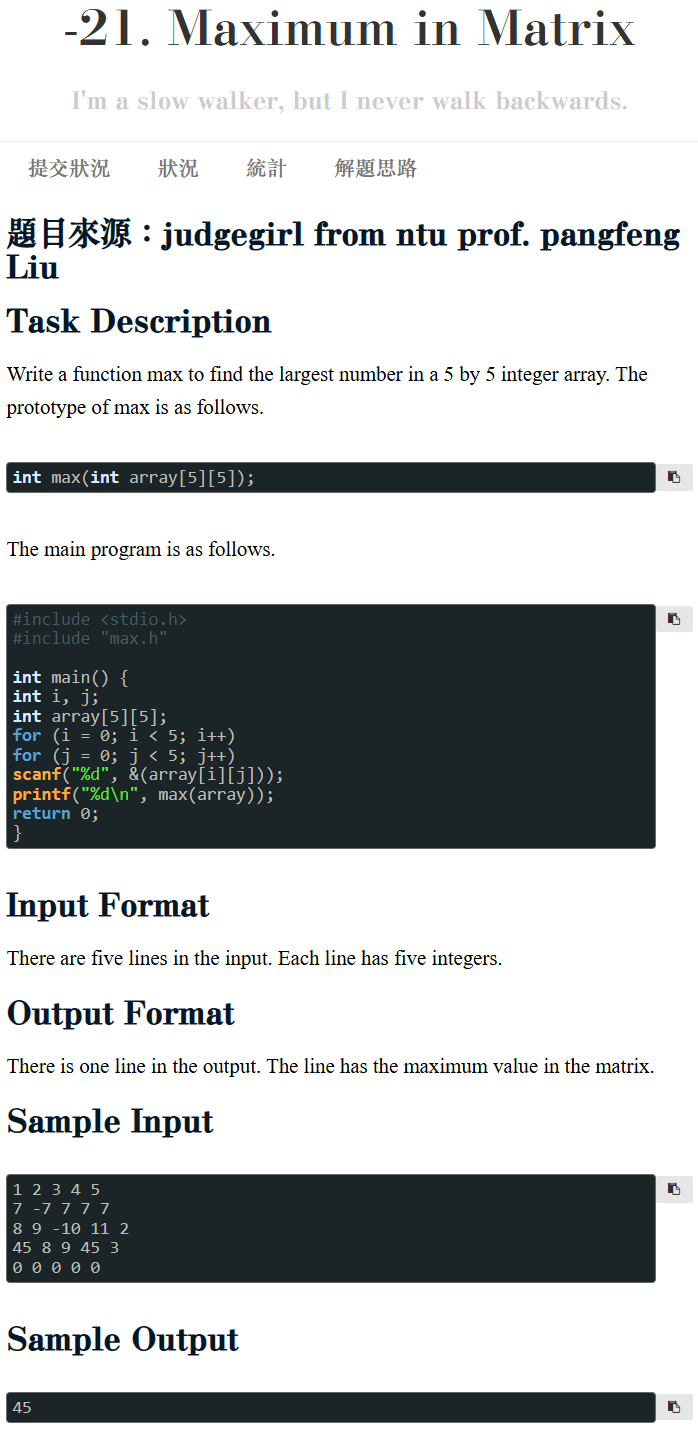 -21. Maximum in Matrix
I'm a slow walker, but I never walk backwards.
提交狀況 狀況 統計 解題思路
題目來源：judgegirl from ntu prof. pangfeng
Liu
Task Description
Write a function max to find the largest number in a 5 by 5 integer array. The
prototype of max is as follows.
int max(int array[5][5]);
The main program is as follows.
#include <stdio.h>
#include "max.h"
int main() {
int i, j;
int array[5][5];
for (i = 0; i < 5; i++)
for (j = 0; j < 5; j++)
scanf("%d", &(array[i][j]));
printf("%d\n", max(array));
return 0;
}
Input Format
There are five lines in the input. Each line has five integers.
Output Format
There is one line in the output. The line has the maximum value in the matrix.
Sample Input
1 2 3 4 5
7 -7 7 7 7
8 9 -10 11 2
45 8 9 45 3
0 0 0 0 0
Sample Output
45